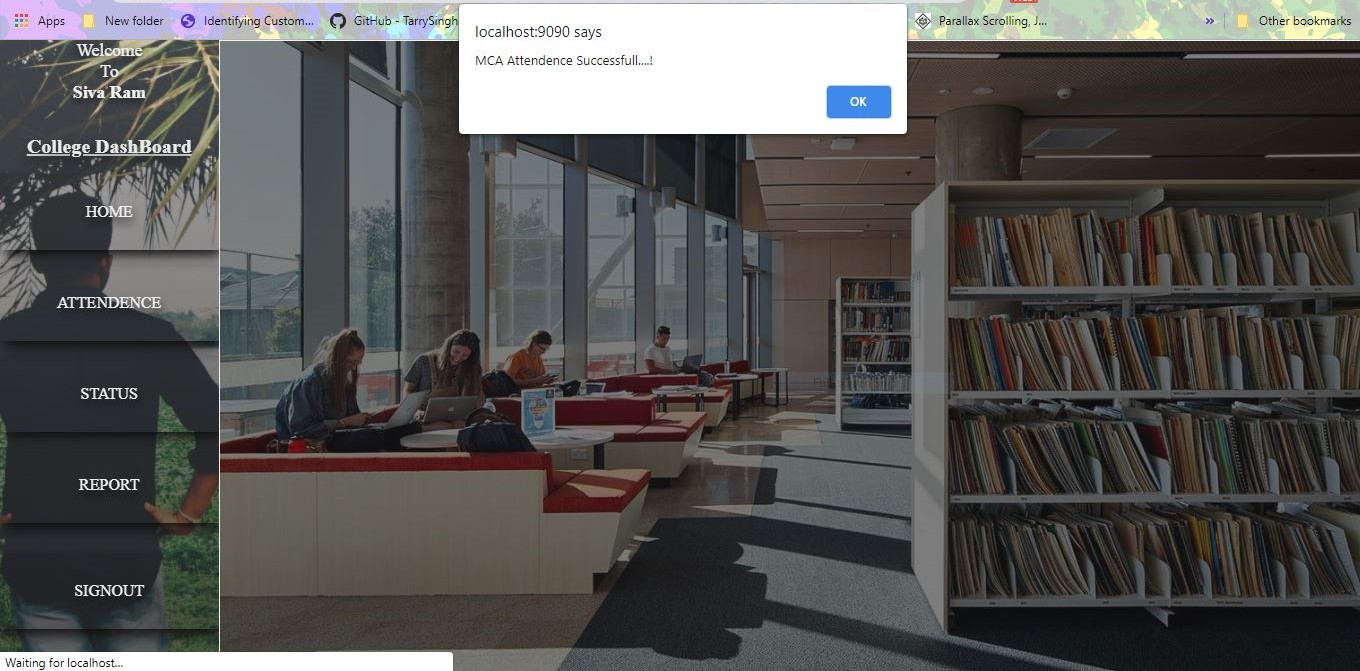 Apps
New folder
Identifying Custom...
GitHub - TarrySingh
Parallax Scrolling, J...
»
Other bookmarks
localhost:9090 says
MCA Attendence Successfull....!
OK
Welcome
To
Siva Ram
College DashBoard
HOME
ATTENDENCE
STATUS
REPORT
SIGNOUT
Waiting for localhost...